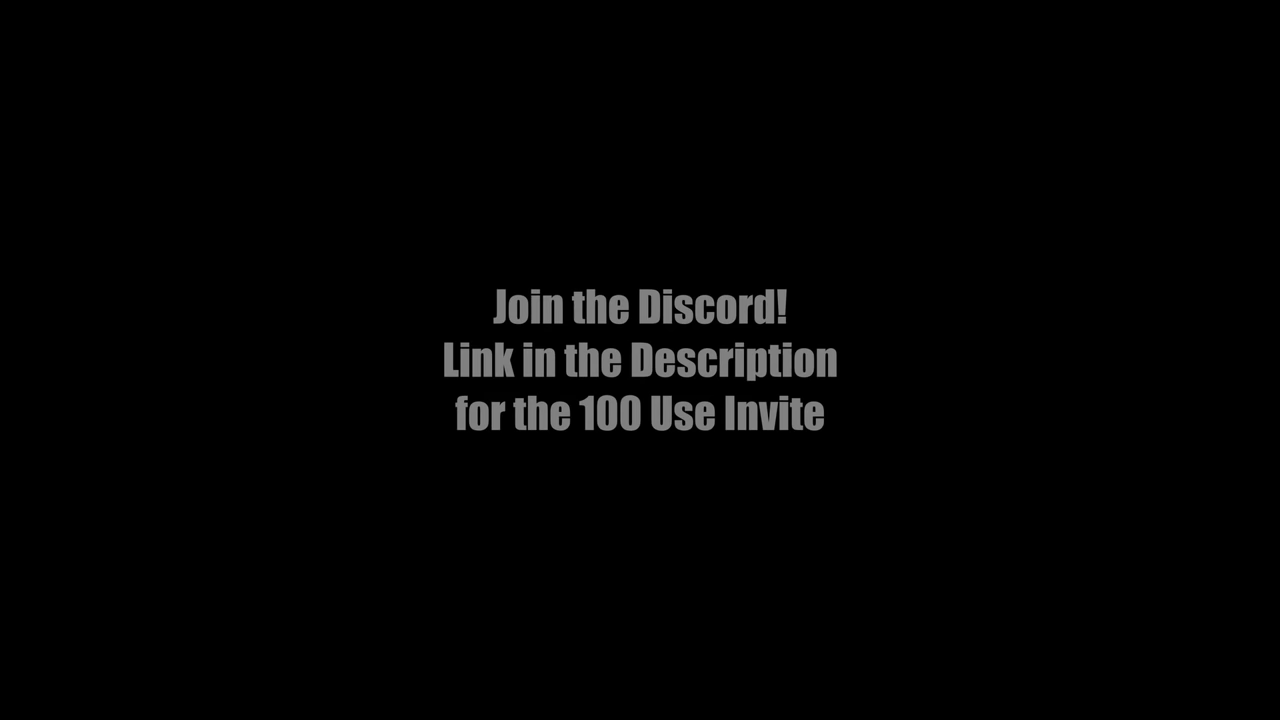 Join the Discord!
Link in the Description
for the 100 Use Invite